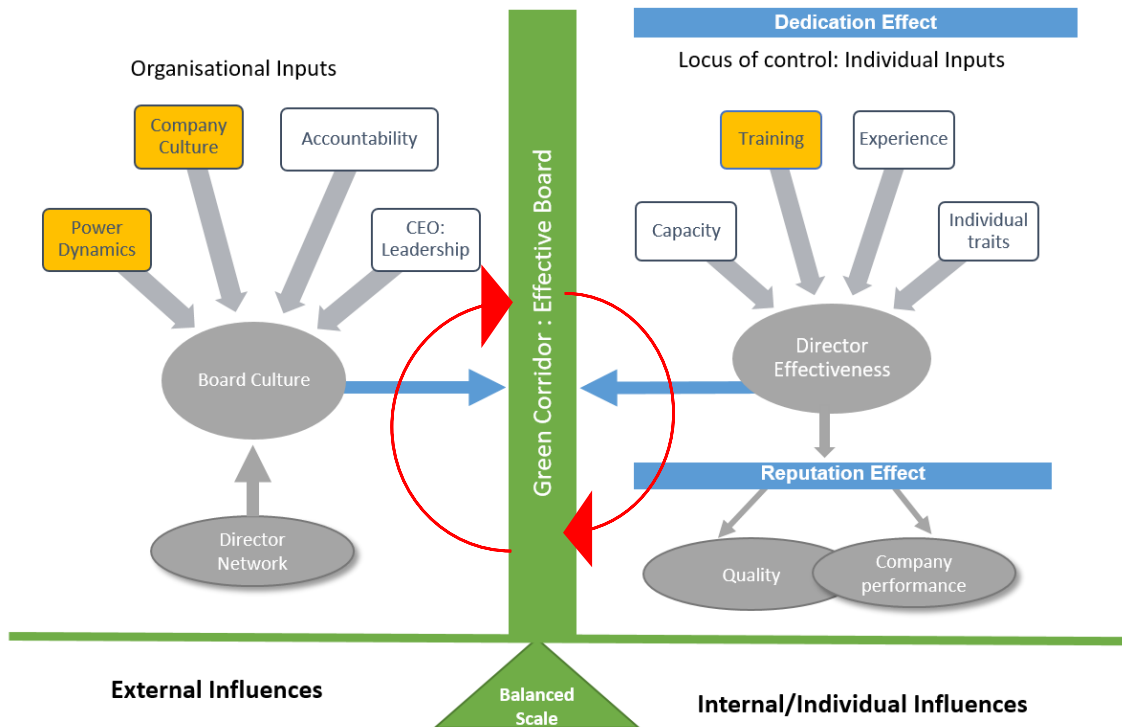 Dedication Effect
Organisational Inputs
Locus of control: Individual Inputs
Company
Culture
Accountability
Power
Dynamics
CEO:
Leadership
Board Culture
Director
Network
Green Corridor : Effective Board
Training
Experience
Capacity
Individual
traits
Director
Effectiveness
Reputation Effect
Quality
Company
performance
External Influences
Balanced
Scale
Internal/Individual Influences